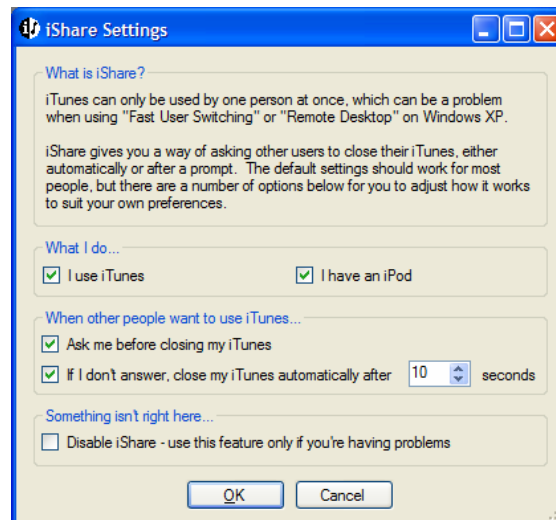 iShare Settings
What is iShare?
iTunes can only be used by one person at once, which can be a problem
when using "Fast User Switching" or "Remote Desktop" on Windows XP.
iShare gives you a way of asking other users to close their iTunes, either
automatically or after a prompt. The default settings should work for most
people, but there are a number of options below for you to adjust how it works
to suit your own preferences.
What I do...
I use iTunes
I have an iPod
When other people want to use iTunes...
Ask me before closing my iTunes
If I don't answer, close my iTunes automatically after 10 seconds
Something isn't right here...
Disable iShare - use this feature only if you're having problems
OK Cancel